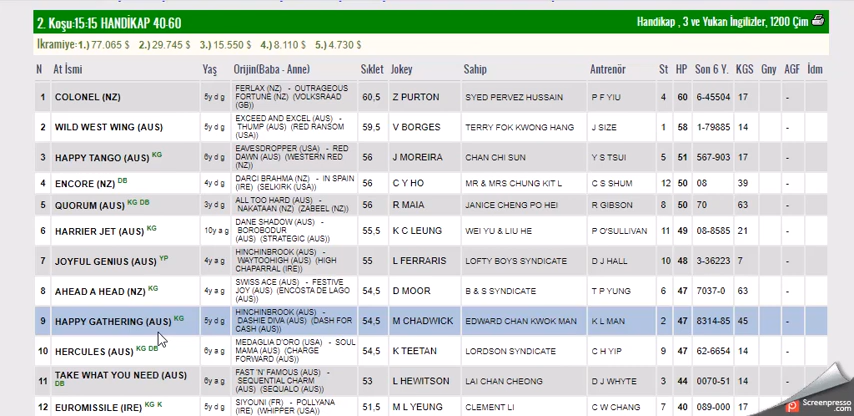 2. Koşu:15:15 HANDİKAP 40-60
Handikap , 3 ve Yukarı İngilizler, 1200 Çim
İkramiye: 1.) 77.065 $ 2.) 29.745 $ 3.) 15.550 $ 4.) 8.110 $ 5.) 4.730 $
N At İsmi Yaş Orijin(Baba - Anne) Sıklet Jokey Sahip Antrenör St HP Son 6 Y. KGS Gny AGF İdm
1 COLONEL (NZ) 5y d g FERLAX (NZ) - OUTRAGEOUS FORTUNE (NZ) (VOLKSRAAD (GB)) 60,5 Z PURTON SYED PERVEZ HUSSAIN P F YIU 4 60 6-45504 17 -
2 WILD WEST WING (AUS) 5y d g EXCEED AND EXCEL (AUS) - THUMP (AUS) (RED RANSOM (USA)) 59,5 V BORGES TERRY FOK KWONG HANG J SIZE 1 58 1-79885 14 -
3 HAPPY TANGO (AUS) KG 6y d g EAVESDROPPER (USA) - RED DAWN (AUS) (WESTERN RED (NZ)) 56 J MOREIRA CHAN CHI SUN Y S TSUI 5 51 567-903 17 -
4 ENCORE (NZ) DB 4y d g DARCI BRAHMA (NZ) - IN SPAIN (IRE) (SELKIRK (USA)) 56 C Y HO MR & MRS CHUNG KIT L C S SHUM 12 50 08 39 -
5 QUORUM (AUS) KG DB 3y d g ALL TOO HARD (AUS) - NAKATAAN (NZ) (ZABEEL (NZ)) 56 R MAIA JANICE CHENG PO HEI R GIBSON 8 50 70 63 -
6 HARRIER JET (AUS) KG 10y a g DANE SHADOW (AUS) - BOROBODUR (AUS) (STRATEGIC (AUS)) 55,5 K C LEUNG WEI YU & LIU HE P O'SULLIVAN 11 49 08-8585 21 -
7 JOYFUL GENIUS (AUS) YP 4y a g HINCHINBROOK (AUS) - WAYTOOHIGH (AUS) (HIGH CHAPARRAL (IRE)) 55 L FERRARIS LOFTY BOYS SYNDICATE D J HALL 10 48 3-36223 7 -
8 AHEAD A HEAD (NZ) KG 4y a g SWISS ACE (AUS) - FESTIVE JOY (AUS) (ENCOSTA DE LAGO (AUS)) 54,5 D MOOR B & S SYNDICATE T P YUNG 6 47 7037-0 63 -
9 HAPPY GATHERING (AUS) KG 5y d g HINCHINBROOK (AUS) - DASHIE DIVA (AUS) (DASH FOR CASH (AUS)) 54,5 M CHADWICK EDWARD CHAN KWOK MAN K L MAN 2 47 8314-85 45 -
10 HERCULES (AUS) KG DB 6y a g MEDAGLIA D'ORO (USA) - SOUL MAMA (AUS) (CHARGE FORWARD (AUS)) 54,5 K TEETAN LORDSON SYNDICATE C H YIP 9 47 62-6654 14 -
11 TAKE WHAT YOU NEED (AUS) DB 6y a g FAST 'N' FAMOUS (AUS) - SEQUENTIAL CHARM (AUS) (SEQUALO (AUS)) 53 L HEWITSON LAI CHAN CHEONG D J WHYTE 3 44 0070-51 14 -
12 EUROMISSILE (IRE) KG K 6y d g SIYOUNI (FR) - POLLYANA (IRE) (WHIPPER (USA)) 51,5 M L YEUNG CLEMENT LI C W CHANG 7 40 089-000 17 -
Screenpresso
.com